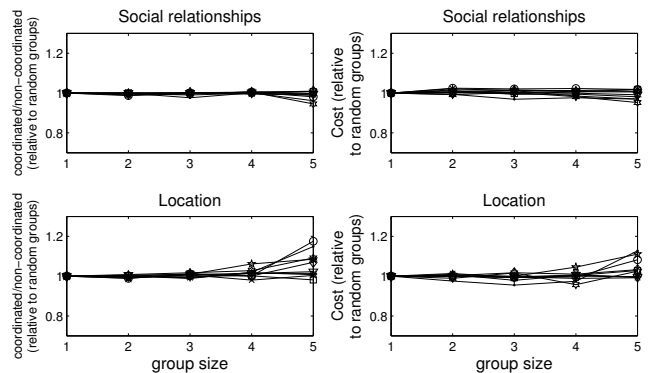 Social relationships
coordinated/non-coordinated
(relative to random groups)
1.2
1
0.8
1 2 3 4 5
Social relationships
Cost (relative
to random groups)
1.2
1
0.8
1 2 3 4 5
Location
coordinated/non-coordinated
(relative to random groups)
1.2
1
0.8
1 2 3 4 5
group size
Location
Cost (relative
to random groups)
1.2
1
0.8
1 2 3 4 5
group size